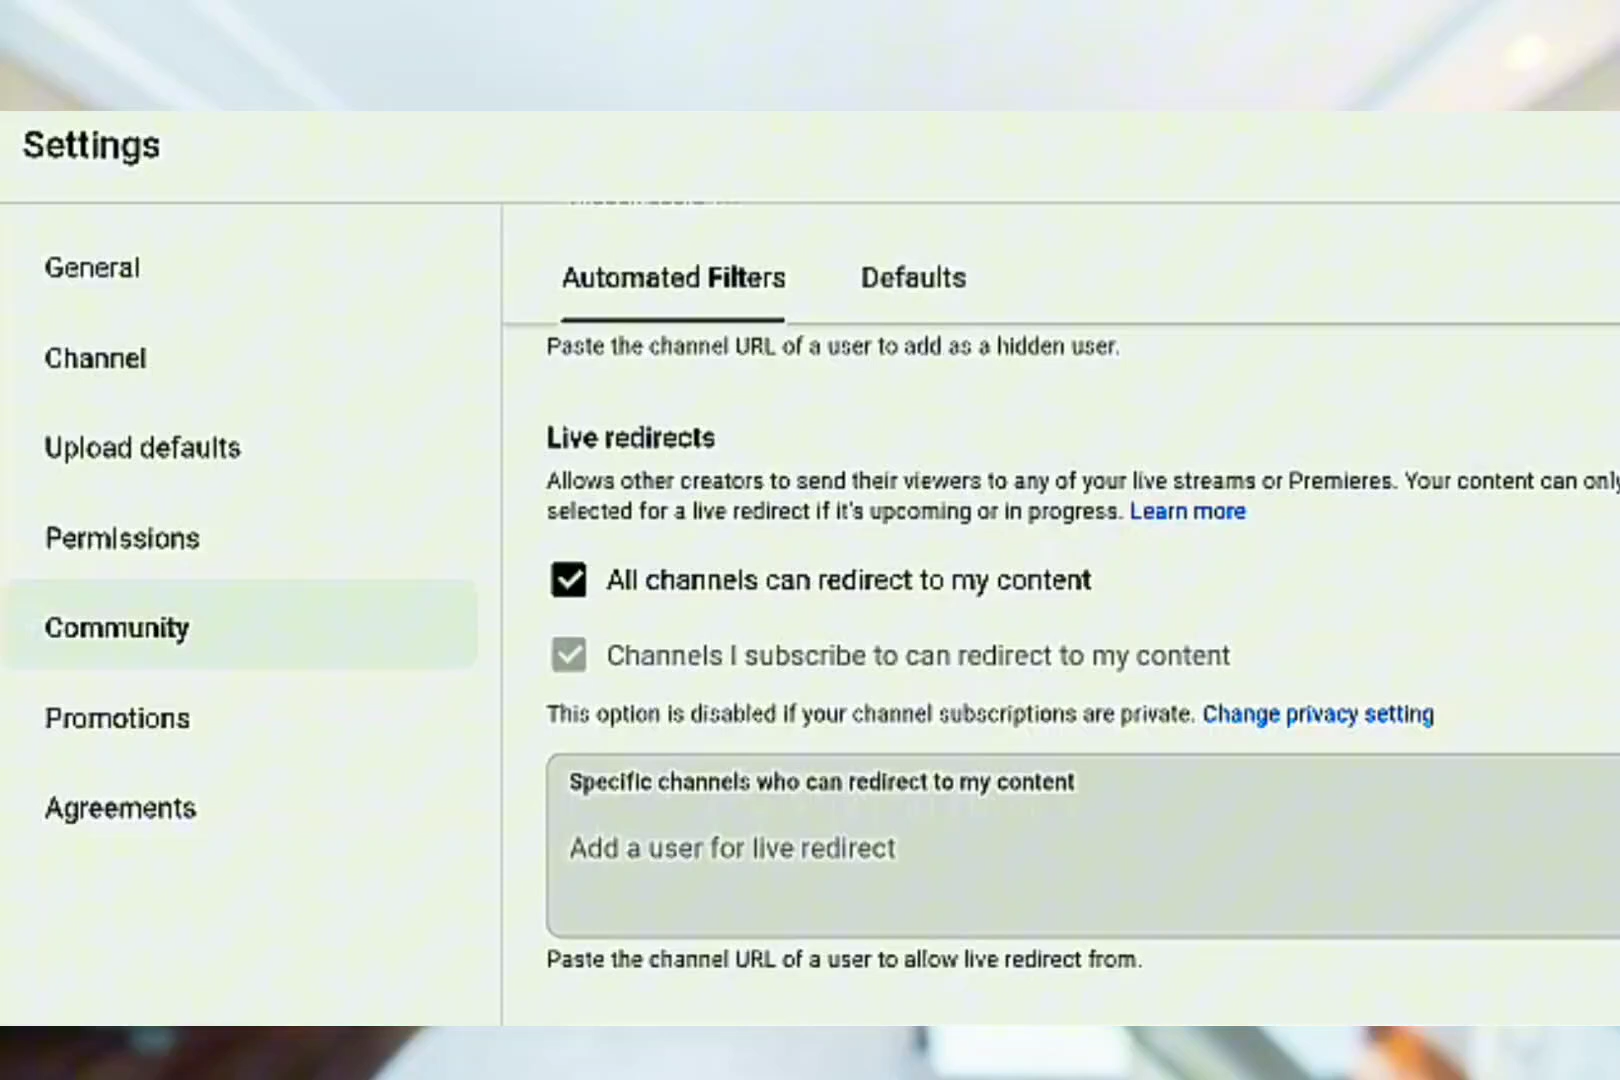 Settings
General
Channel
Upload defaults
Permissions
Community
Promotions
Agreements
Automated Filters
Defaults
Paste the channel URL of a user to add as a hidden user.
Live redirects
Allows other creators to send their viewers to any of your live streams or Premieres. Your content can only
selected for a live redirect if it's upcoming or in progress. Learn more
All channels can redirect to my content
Channels I subscribe to can redirect to my content
This option is disabled if your channel subscriptions are private. Change privacy setting
Specific channels who can redirect to my content
Add a user for live redirect
Paste the channel URL of a user to allow live redirect from.